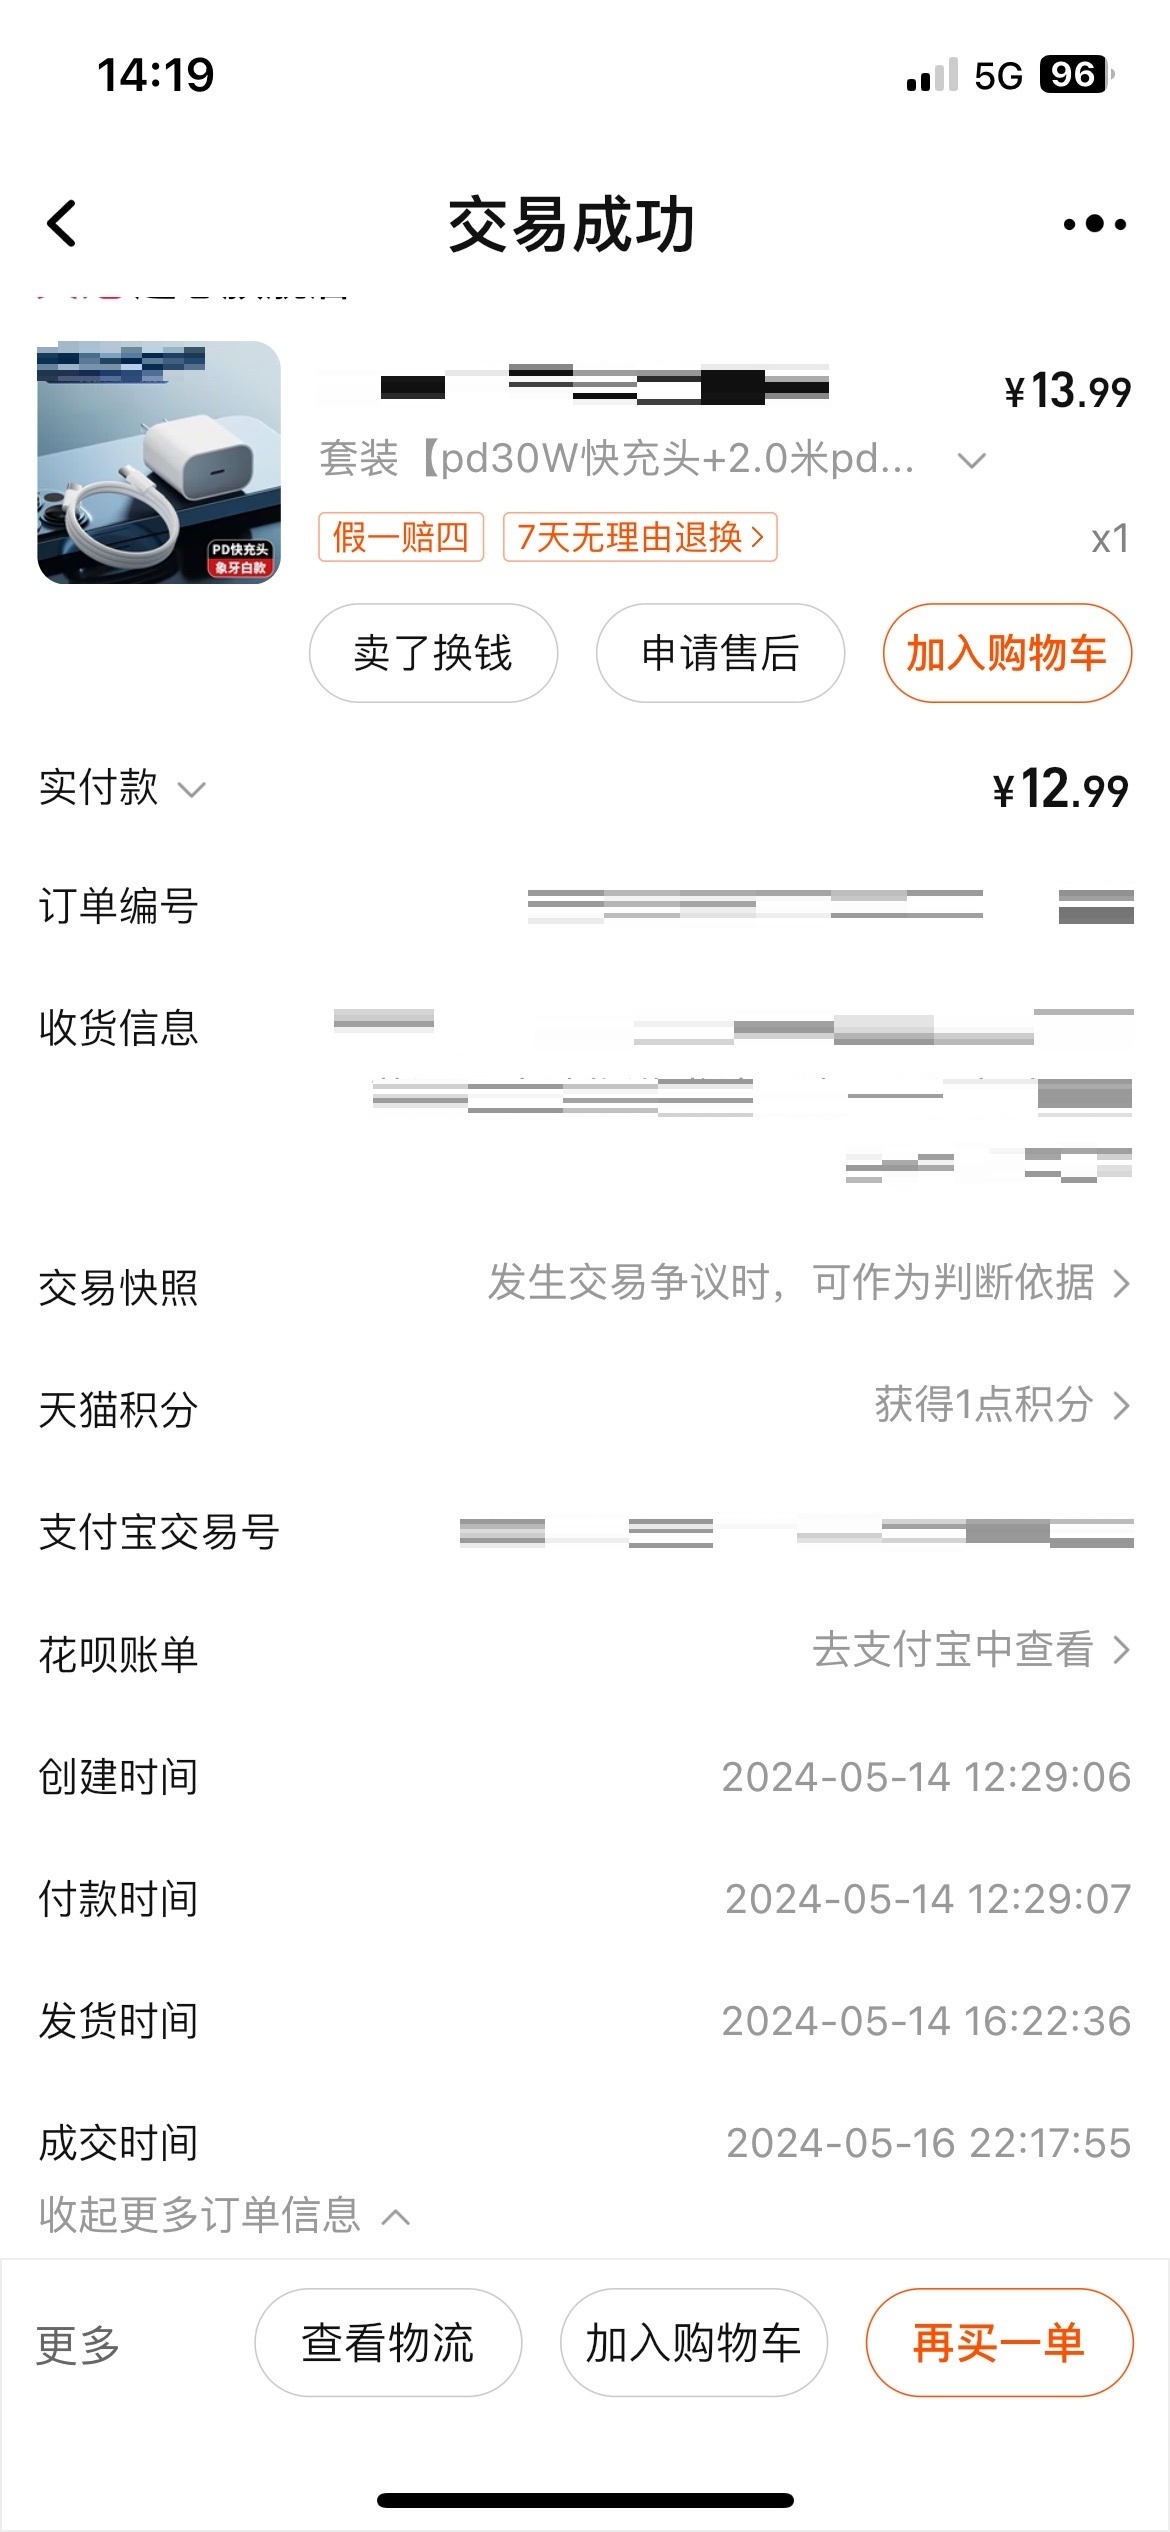 14:19 5G 96
交易成功
¥13.99
套装【pd30W快充头+2.0米pd...
假一赔四 7天无理由退换 x1
PD快充头
象牙白款
卖了换钱 申请售后 加入购物车
实付款 ¥12.99
订单编号
收货信息
交易快照 发生交易争议时，可作为判断依据
天猫积分 获得1点积分
支付宝交易号
花呗账单 去支付宝中查看
创建时间 2024-05-14 12:29:06
付款时间 2024-05-14 12:29:07
发货时间 2024-05-14 16:22:36
成交时间 2024-05-16 22:17:55
收起更多订单信息
更多 查看物流 加入购物车 再买一单